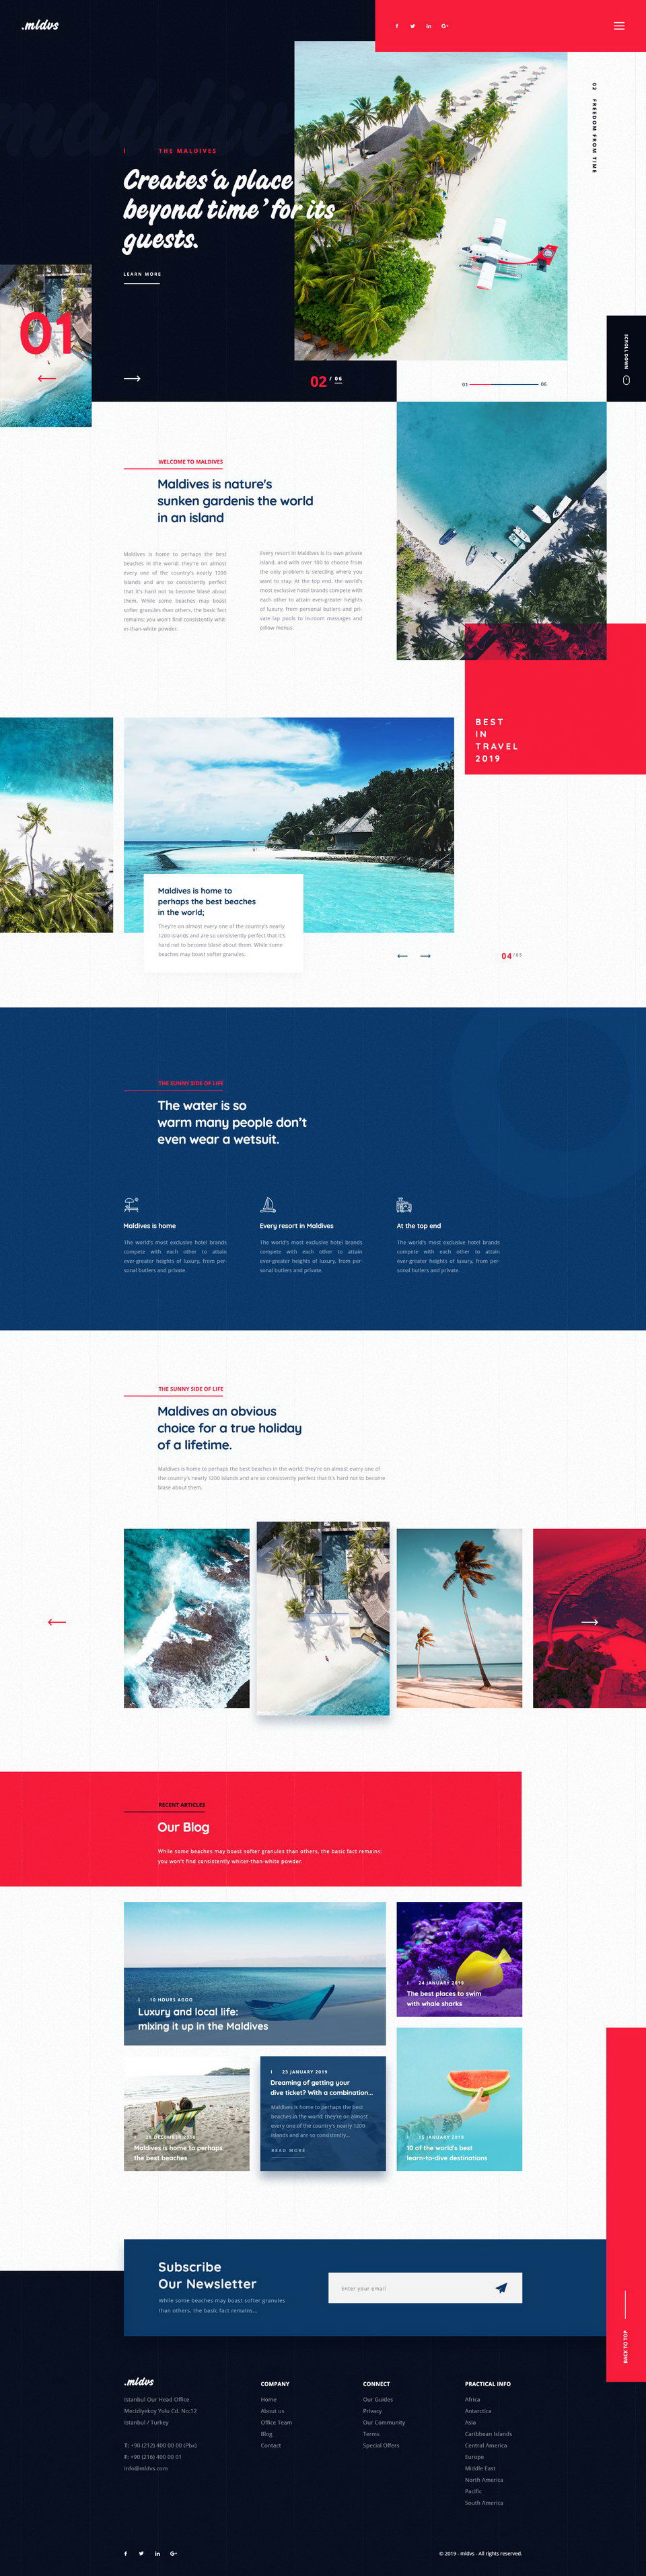 .mldvs
02 FREEDOM FROM TIME
THE MALDIVES
Creates 'a place
beyond time' for its
guests.
LEARN MORE
01
SCROLL DOWN
02 / 06
01
06
WELCOME TO MALDIVES
Maldives is nature's
sunken gardenis the world
in an island
Maldives is home to perhaps the best
beaches in the world; they're on almost
every one of the country's nearly 1200
islands and are so consistently perfect
that it's hard not to become blasé about
them. While some beaches may boast
softer granules than others, the basic fact
remains: you won't find consistently whit-
er-than-white powder.
Every resort in Maldives is its own private
island, and with over 100 to choose from
the only problem is selecting where you
want to stay. At the top end, the world's
most exclusive hotel brands compete with
each other to attain ever-greater heights
of luxury, from personal butlers and pri-
vate lap pools to in-room massages and
pillow menus.
BEST
IN
TRAVEL
2019
Maldives is home to
perhaps the best beaches
in the world;
They're on almost every one of the country's nearly
1200 islands and are so consistently perfect that it's
hard not to become blasé about them. While some
beaches may boast softer granules.
04
THE SUNNY SIDE OF LIFE
The water is so
warm many people don't
even wear a wetsuit.
Maldives is home
The world's most exclusive hotel brands
compete with each other to attain
ever-greater heights of luxury, from per-
sonal butlers and private.
Every resort in Maldives
The world's most exclusive hotel brands
compete with each other to attain
ever-greater heights of luxury, from per-
sonal butlers and private.
At the top end
The world's most exclusive hotel brands
compete with each other to attain
ever-greater heights of luxury, from per-
sonal butlers and private.
THE SUNNY SIDE OF LIFE
Maldives an obvious
choice for a true holiday
of a lifetime.
Maldives is home to perhaps the best beaches in the world; they're on almost every one of
the country's nearly 1200 islands and are so consistently perfect that it's hard not to become
blasé about them.
RECENT ARTICLES
Our Blog
While some beaches may boast softer granules than others, the basic fact remains:
you won't find consistently whiter-than-white powder.
10 HOURS AGOO
Luxury and local life:
mixing it up in the Maldives
24 JANUARY 2019
The best places to swim
with whale sharks
28 DECEMBER 2018
Maldives is home to perhaps
the best beaches
23 JANUARY 2019
Dreaming of getting your
dive ticket? With a combination...
Maldives is home to perhaps the best
beaches in the world; they're on almost
every one of the country's nearly 1200
islands and are so consistently...
READ MORE
JANUARY 2019
10 of the world's best
learn-to-dive destinations
Subscribe
Our Newsletter
While some beaches may boast softer granules
than others, the basic fact remains...
Enter your email
BACK TO TOP
.mldvs
Istanbul Our Head Office
Mecidiyekoy Yolu Cd. No:12
Istanbul / Turkey
T: +90 (212) 400 00 00 (Pbx)
F: +90 (216) 400 00 01
info@mldvs.com
COMPANY
Home
About us
Office Team
Blog
Contact
CONNECT
Our Guides
Privacy
Our Community
Terms
Special Offers
PRACTICAL INFO
Africa
Antarctica
Asia
Caribbean Islands
Central America
Europe
Middle East
North America
Pacific
South America
© 2019 - mldvs - All rights reserved.